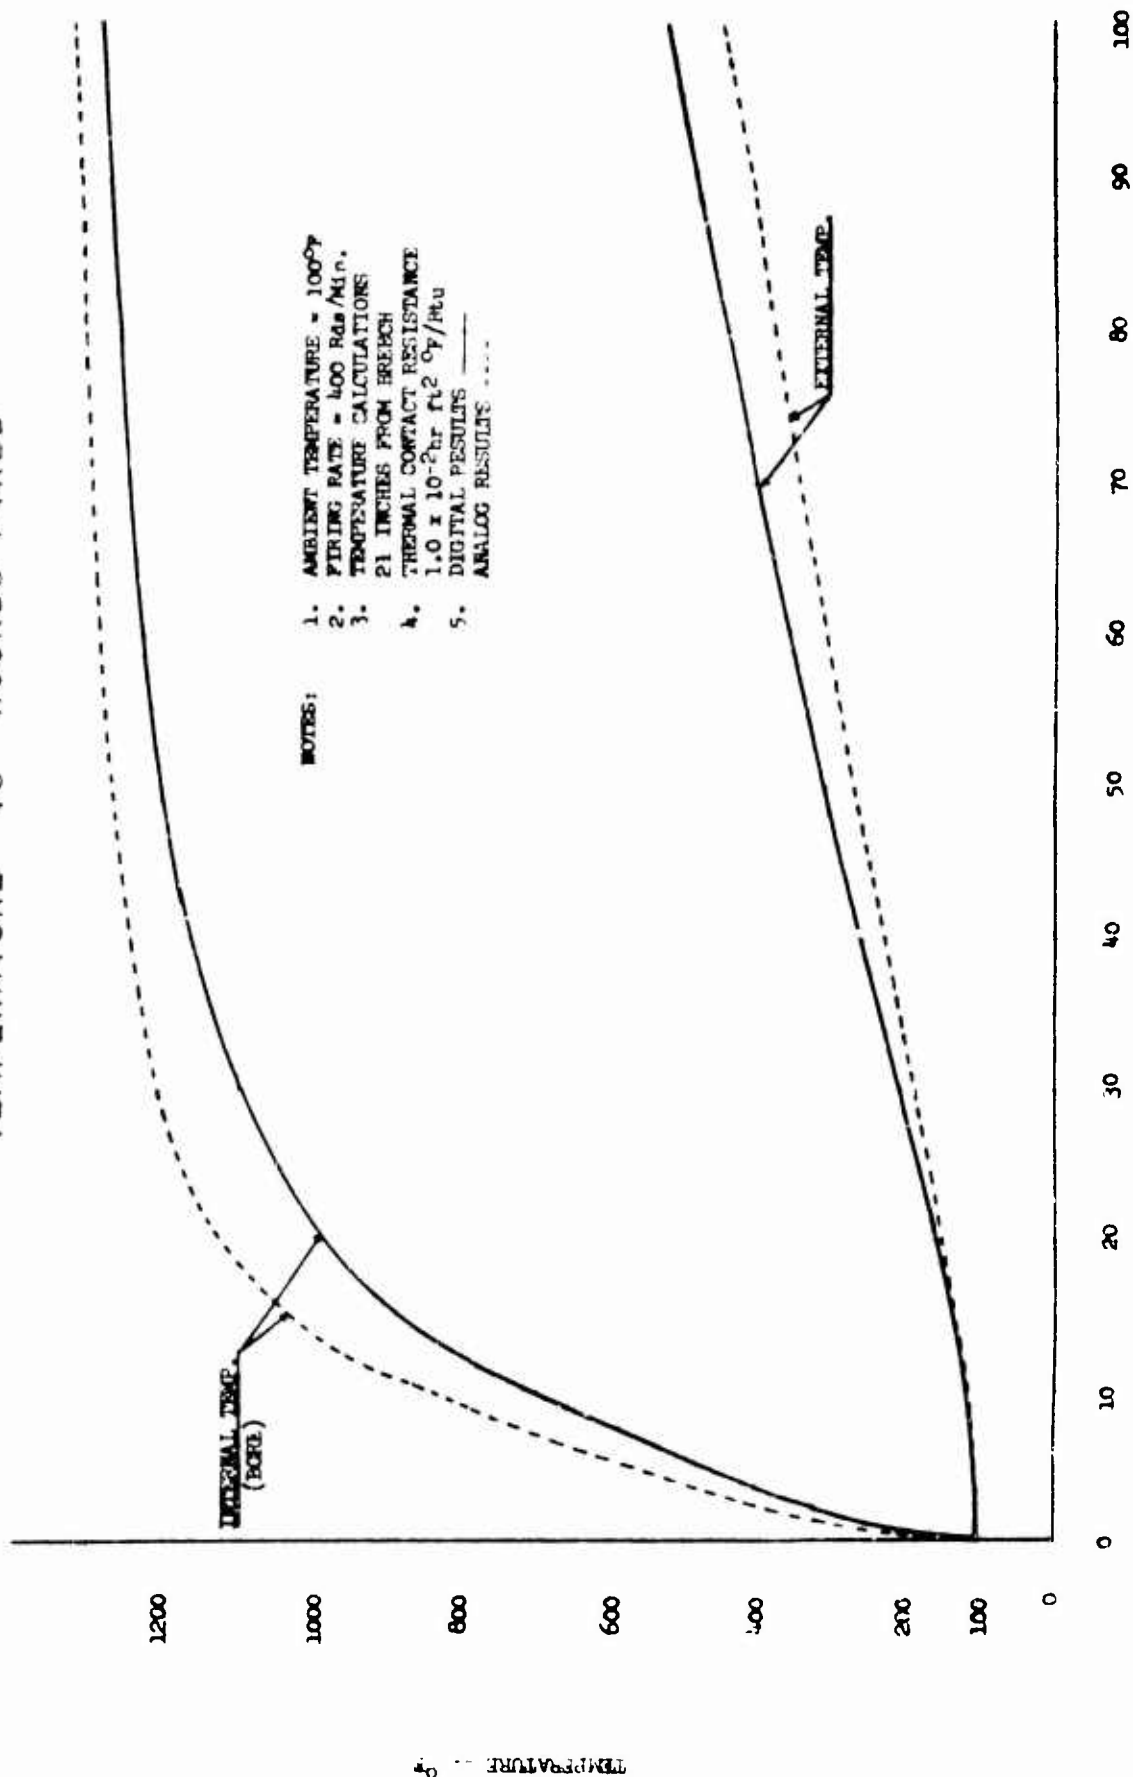 NOTES:
1. AMBIENT TEMPERATURE = 100°F
2. FIRING RATE = 400 Rds/Min.
3. TEMPERATURE CALCULATIONS
21 INCHES FROM BREECH
4. THERMAL CONTACT RESISTANCE
1.0 x 10-2hr ft2 °F/Btu
5. DIGITAL RESULTS ———
ANALOG RESULTS ----
INTERNAL TEMP.
(BORE)
EXTERNAL TEMP.
TEMPERATURE -- °F
1200
1000
800
600
400
200
100
0
0 10 20 30 40 50 60 70 80 90 100